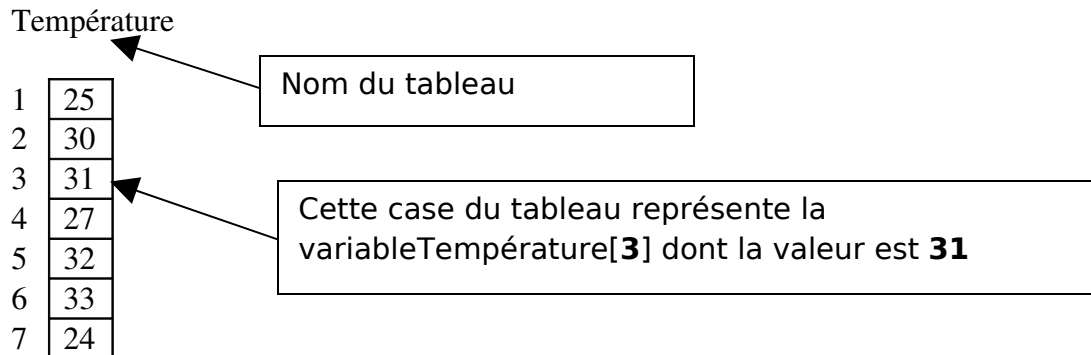 Température
Nom du tableau
1 25
2 30
3 31
Cette case du tableau représente la
variableTempérature[3] dont la valeur est 31
4 27
5 32
6 33
7 24